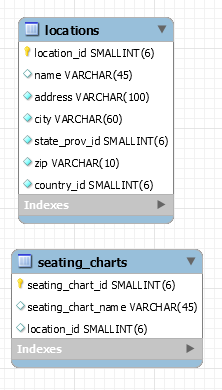 locations
location_id SMALLINT(6)
name VARCHAR(45)
address VARCHAR(100)
city VARCHAR(60)
state_prov_id SMALLINT(6)
zip VARCHAR(10)
country_id SMALLINT(6)
Indexes
seating_charts
seating_chart_id SMALLINT(6)
seating_chart_name VARCHAR(45)
location_id SMALLINT(6)
Indexes